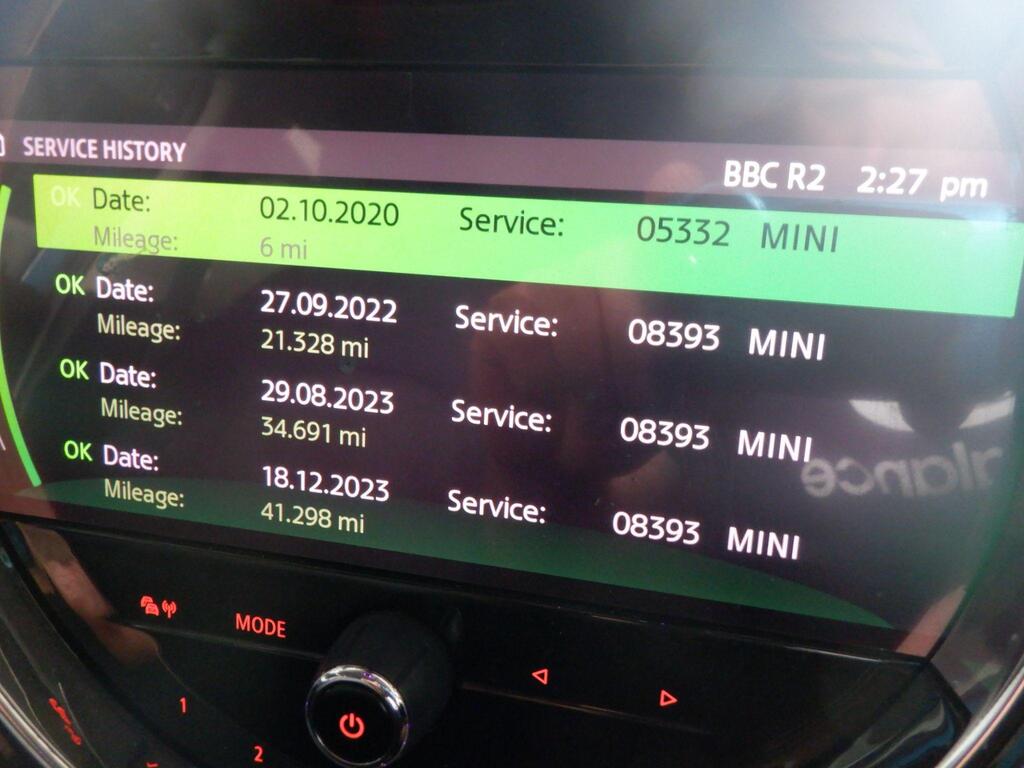 SERVICE HISTORY
BBC R2 2:27 pm
OK Date: 02.10.2020 Service: 05332 MINI
Mileage: 6 mi
OK Date: 27.09.2022 Service: 08393 MINI
Mileage: 21.328 mi
OK Date: 29.08.2023 Service: 08393 MINI
Mileage: 34.691 mi
OK Date: 18.12.2023 Service: 08393 MINI
Mileage: 41.298 mi
MODE
1
2